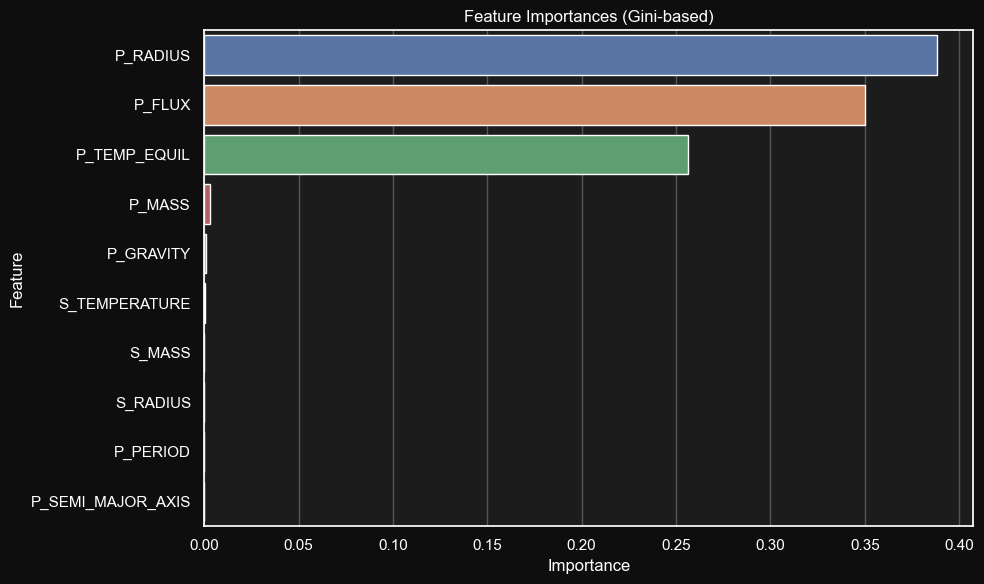 Feature Importances (Gini-based)
Feature
P_RADIUS
P_FLUX
P_TEMP_EQUIL
P_MASS
P_GRAVITY
S_TEMPERATURE
S_MASS
S_RADIUS
P_PERIOD
P_SEMI_MAJOR_AXIS
0.00 0.05 0.10 0.15 0.20 0.25 0.30 0.35 0.40
Importance